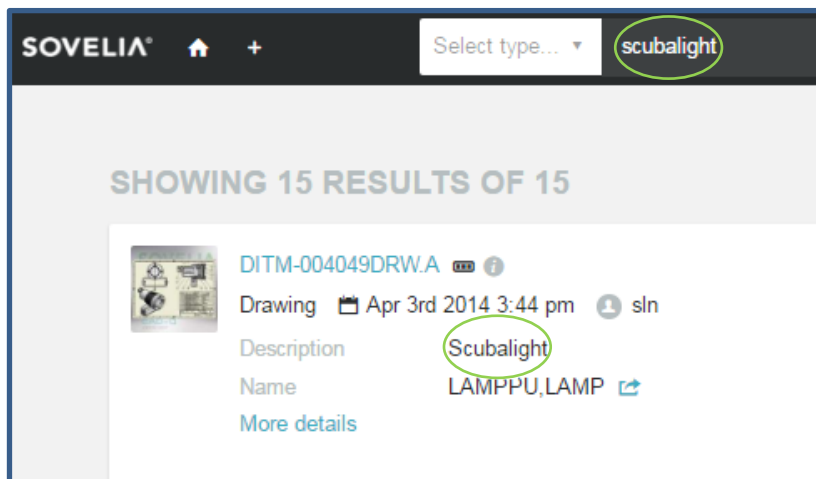 SOVELIA® + Select type... ▼ scubalight
SHOWING 15 RESULTS OF 15
DITM-004049DRW.A
Drawing Apr 3rd 2014 3:44 pm sln
Description Scubalight
Name LAMPPU,LAMP
More details